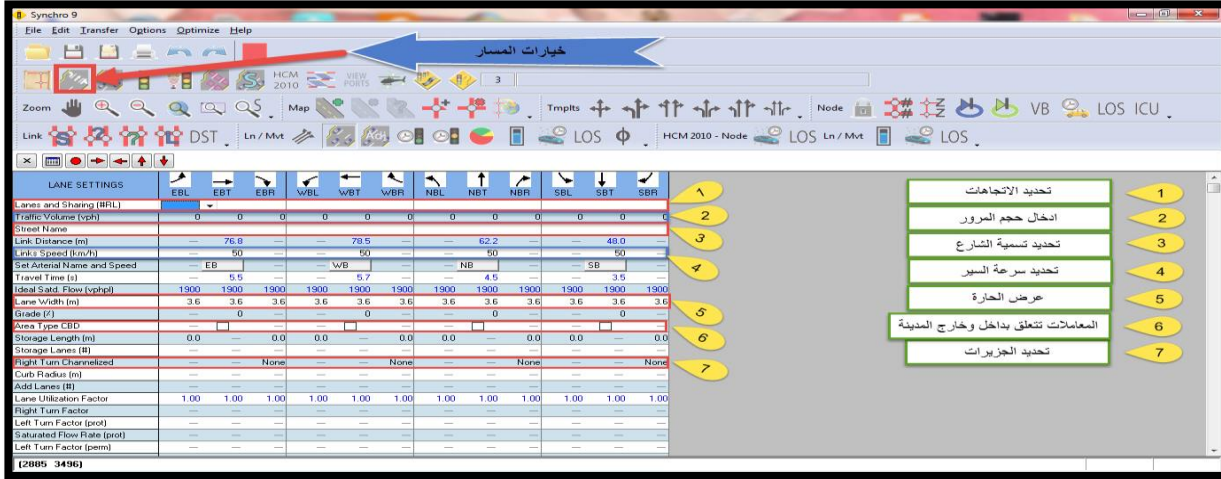 Synchro 9
File Edit Transfer Options Optimize Help
خيارات المسار
HCM 2010 VIEW PORTS 3
Zoom Map Tmplts Node VB LOS ICU
Link DST Ln / Mvt LOS Φ HCM 2010 - Node LOS Ln / Mvt LOS
LANE SETTINGS EBL EBT EBR WBL WBT WBR NBL NBT NBR SBL SBT SBR
Lanes and Sharing (#RL) 1
Traffic Volume (vph) 0 0 0 0 0 0 0 0 0 0 0 0 2
Street Name 3
Link Distance (m) — 76.8 — — 78.5 — — 62.2 — — 48.0 —
Links Speed (km/h) — 50 — — 50 — — 50 — — 50 — 4
Set Arterial Name and Speed — EB — — WB — — NB — — SB —
Travel Time (s) — 5.5 — — 5.7 — — 4.5 — — 3.5 —
Ideal Satd. Flow (vphpl) 1900 1900 1900 1900 1900 1900 1900 1900 1900 1900 1900 1900
Lane Width (m) 3.6 3.6 3.6 3.6 3.6 3.6 3.6 3.6 3.6 3.6 3.6 3.6 5
Grade (%) — 0 — — 0 — — 0 — — 0 —
Area Type CBD — — — — — — — — 6
Storage Length (m) 0.0 — 0.0 0.0 — 0.0 0.0 — 0.0 0.0 — 0.0
Storage Lanes (#) — — — — — — — — — — — —
Right Turn Channelized — — None — — None — — None — — None 7
Curb Radius (m) — — — — — — — — — — — —
Add Lanes (#) — — — — — — — — — — — —
Lane Utilization Factor 1.00 1.00 1.00 1.00 1.00 1.00 1.00 1.00 1.00 1.00 1.00 1.00
Right Turn Factor — — — — — — — — — — — —
Left Turn Factor (prot) — — — — — — — — — — — —
Saturated Flow Rate (prot) — — — — — — — — — — — —
Left Turn Factor (perm) — — — — — — — — — — — —
تحديد الاتجاهات 1
ادخال حجم المرور 2
تحديد تسمية الشارع 3
تحديد سرعة السير 4
عرض الحارة 5
المعاملات تتعلق بداخل وخارج المدينة 6
تحديد الجزيرات 7
(2885 3496)